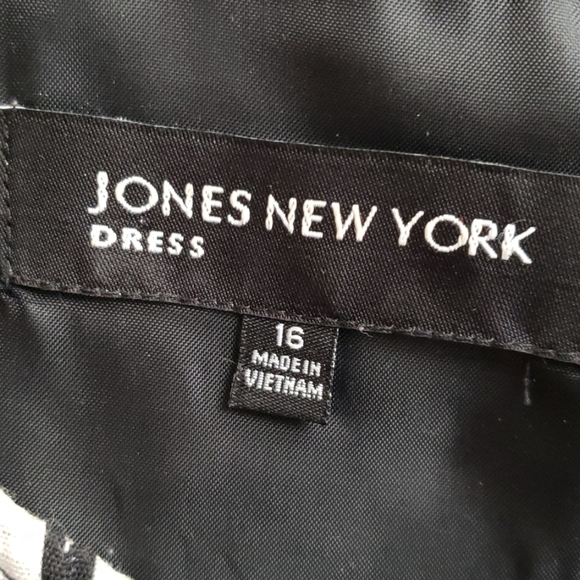 JONES NEW YORK
DRESS
16
MADE IN
VIETNAM